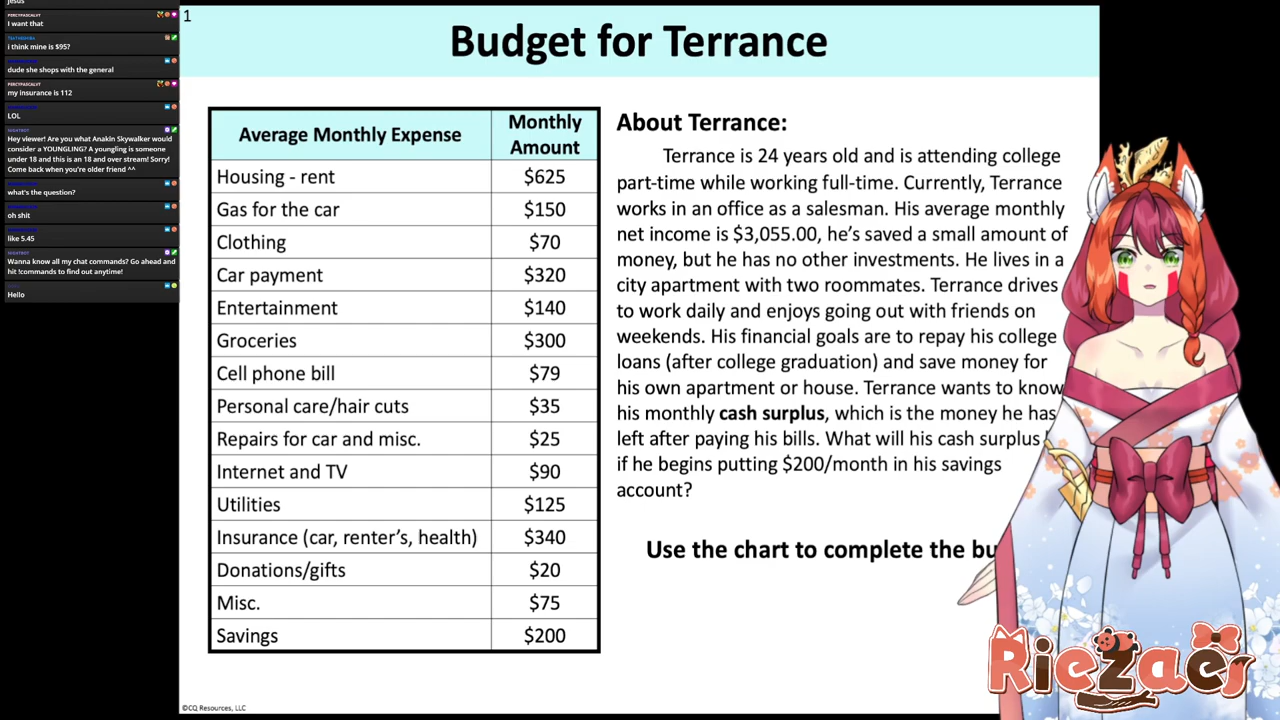 jesus
PERCYPASCALVT
I want that
i think mine is $95?
dude she shops with the general
PERCYPASCALVT
my insurance is 112
LOL
NIGHTBOT
Hey viewer! Are you what Anakin Skywalker would
consider a YOUNGLING? A youngling is someone
under 18 and this is an 18 and over stream! Sorry!
Come back when you're older friend ^^
what's the question?
oh shit
like 5.45
NIGHTBOT
Wanna know all my chat commands? Go ahead and
hit !commands to find out anytime!
Hello
1
Budget for Terrance
Average Monthly Expense
Monthly Amount
Housing - rent $625
Gas for the car $150
Clothing $70
Car payment $320
Entertainment $140
Groceries $300
Cell phone bill $79
Personal care/hair cuts $35
Repairs for car and misc. $25
Internet and TV $90
Utilities $125
Insurance (car, renter's, health) $340
Donations/gifts $20
Misc. $75
Savings $200
About Terrance:
Terrance is 24 years old and is attending college
part-time while working full-time. Currently, Terrance
works in an office as a salesman. His average monthly
net income is $3,055.00, he's saved a small amount of
money, but he has no other investments. He lives in a
city apartment with two roommates. Terrance drives
to work daily and enjoys going out with friends on
weekends. His financial goals are to repay his college
loans (after college graduation) and save money for
his own apartment or house. Terrance wants to know
his monthly cash surplus, which is the money he has
left after paying his bills. What will his cash surplus
if he begins putting $200/month in his savings
account?
Use the chart to complete the bu
©CQ Resources, LLC
Riezaes